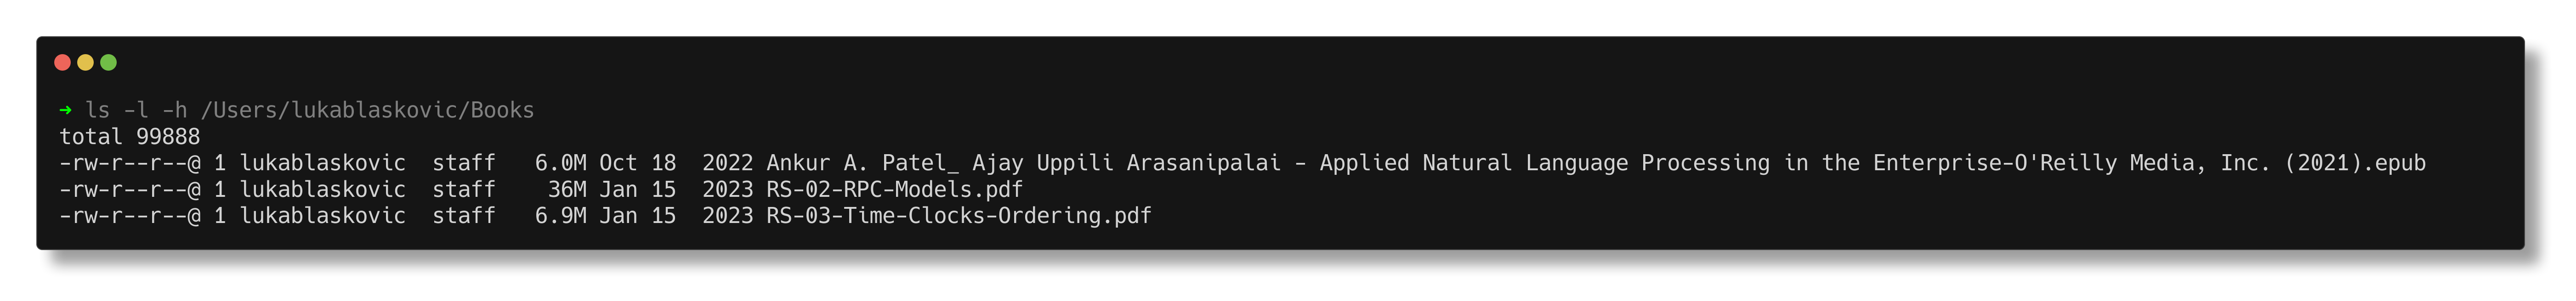 ➜ ls -l -h /Users/lukablaskovic/Books
total 99888
-rw-r--r--@ 1 lukablaskovic  staff   6.0M Oct 18  2022 Ankur A. Patel_ Ajay Uppili Arasanipalai - Applied Natural Language Processing in the Enterprise-O'Reilly Media, Inc. (2021).epub
-rw-r--r--@ 1 lukablaskovic  staff    36M Jan 15  2023 RS-02-RPC-Models.pdf
-rw-r--r--@ 1 lukablaskovic  staff   6.9M Jan 15  2023 RS-03-Time-Clocks-Ordering.pdf